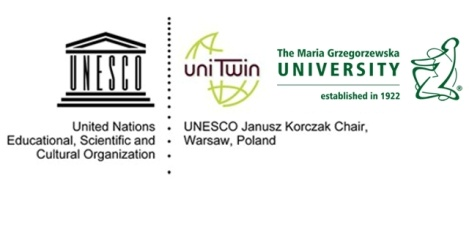 UNESCO
United Nations
Educational, Scientific and
Cultural Organization
uniTwin
UNESCO Janusz Korczak Chair,
Warsaw, Poland
The Maria Grzegorzewska
UNIVERSITY
established in 1922
®